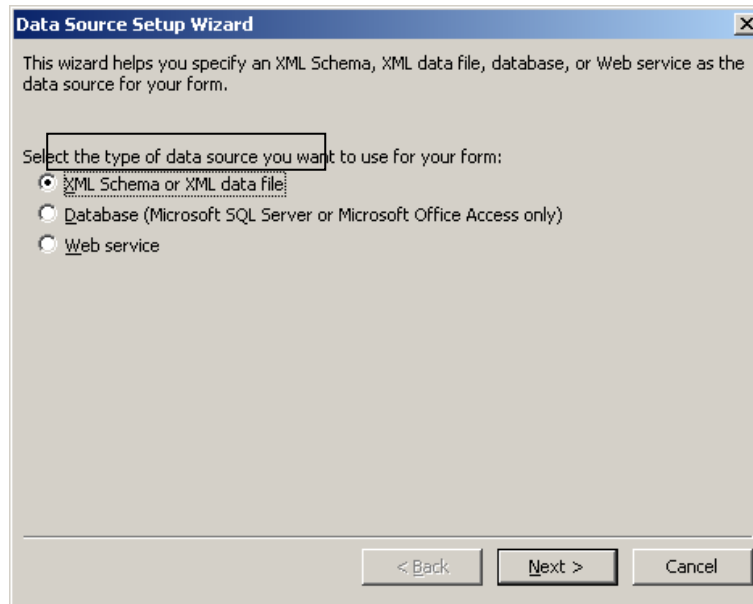 Data Source Setup Wizard
This wizard helps you specify an XML Schema, XML data file, database, or Web service as the
data source for your form.
Select the type of data source you want to use for your form:
XML Schema or XML data file
Database (Microsoft SQL Server or Microsoft Office Access only)
Web service
< Back
Next >
Cancel